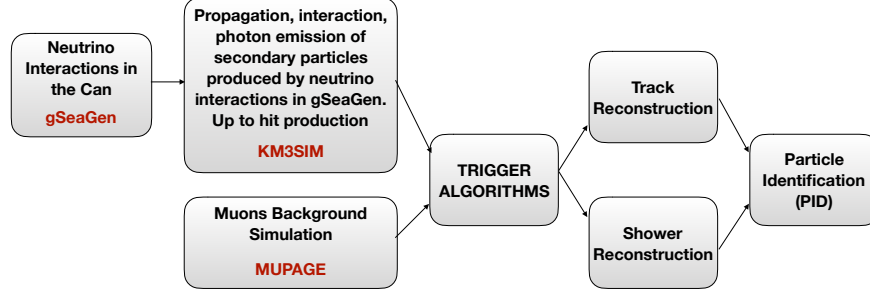 Neutrino
Interactions in
the Can
gSeaGen
Propagation, interaction,
photon emission of
secondary particles
produced by neutrino
interactions in gSeaGen.
Up to hit production
KM3SIM
Muons Background
Simulation
MUPAGE
TRIGGER
ALGORITHMS
Track
Reconstruction
Shower
Reconstruction
Particle
Identification
(PID)